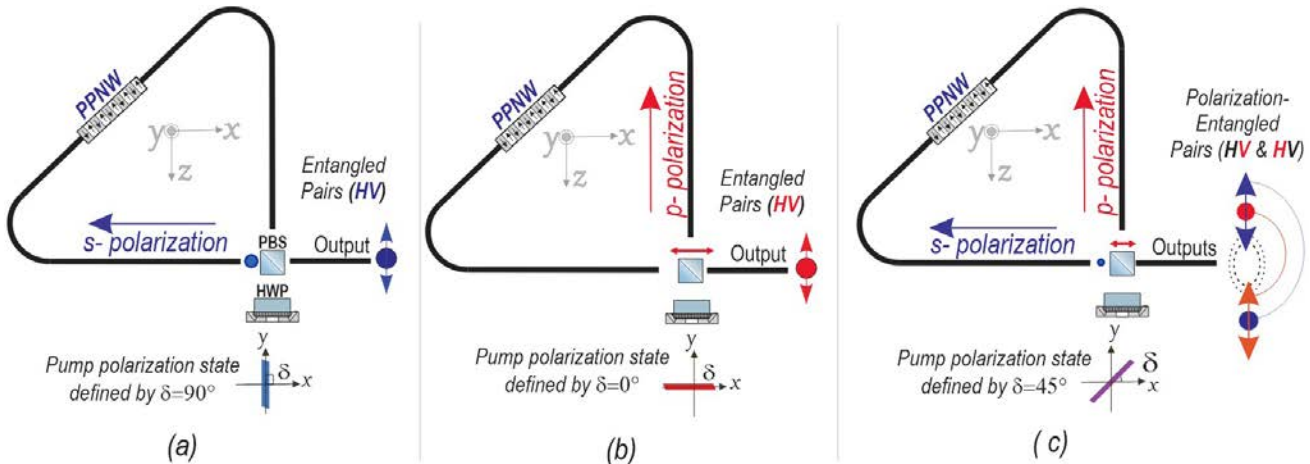 PPNW
y
x
z
Entangled
Pairs (HV)
s- polarization
PBS
Output
HWP
y
Pump polarization state
defined by δ=90°
δ
x
(a)
PPNW
p- polarization
y
x
z
Entangled
Pairs (HV)
Output
y
Pump polarization state
defined by δ=0°
δ
x
(b)
PPNW
p- polarization
y
x
z
Polarization-
Entangled
Pairs (HV & HV)
s- polarization
Outputs
y
Pump polarization state
defined by δ=45°
δ
x
( c)